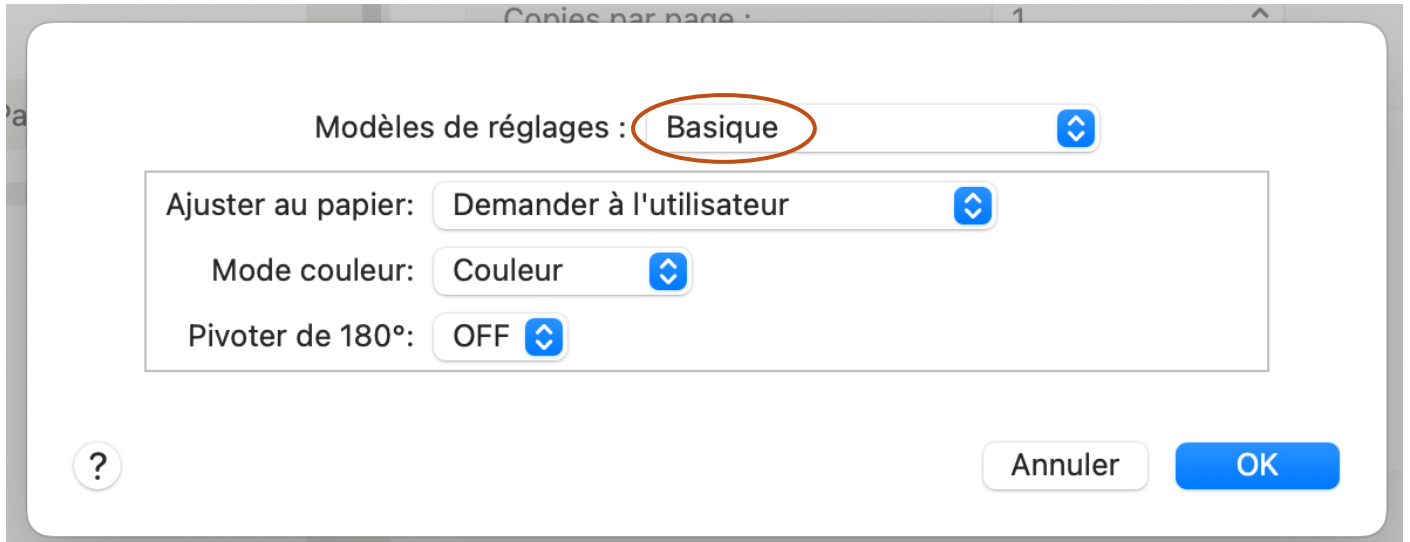 Copies par page : 1
Pa
Modèles de réglages : Basique
Ajuster au papier: Demander à l'utilisateur
Mode couleur: Couleur
Pivoter de 180°: OFF
? Annuler OK